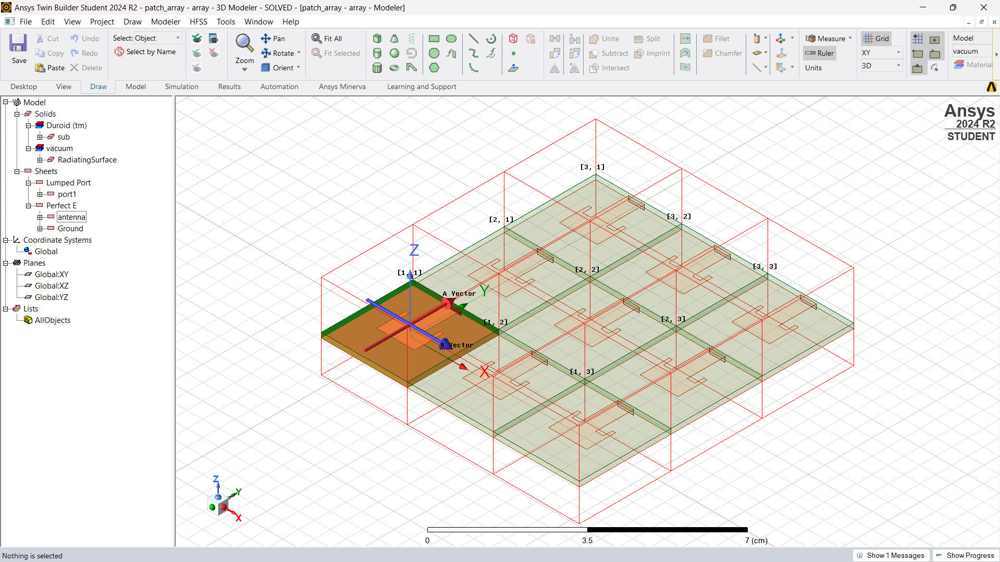 Ansys Twin Builder Student 2024 R2 - patch_array - array - 3D Modeler - SOLVED - [patch_array - array - Modeler]
File Edit View Project Draw Modeler HFSS Tools Window Help
Save
Cut
Copy
Paste
Undo
Redo
Delete
Select: Object
Select by Name
Zoom
Pan
Rotate
Orient
Fit All
Fit Selected
Unite
Subtract
Intersect
Split
Imprint
Fillet
Chamfer
Measure
Ruler
Units
Grid
XY
3D
Model
vacuum
Material
Desktop View Draw Model Simulation Results Automation Ansys Minerva Learning and Support
Model
Solids
Duroid (tm)
sub
vacuum
RadiatingSurface
Sheets
Lumped Port
port1
Perfect E
antenna
Ground
Coordinate Systems
Global
Planes
Global:XY
Global:XZ
Global:YZ
Lists
AllObjects
Ansys
2024 R2
STUDENT
[3, 1]
[2, 1]
[3, 2]
Z
[1, 1]
[2, 2]
[3, 3]
A Vector
Y
[1, 2]
[2, 3]
B Vector
X
[1, 3]
Z
Y
X
0
3.5
7 (cm)
Nothing is selected
Show 1 Messages
Show Progress